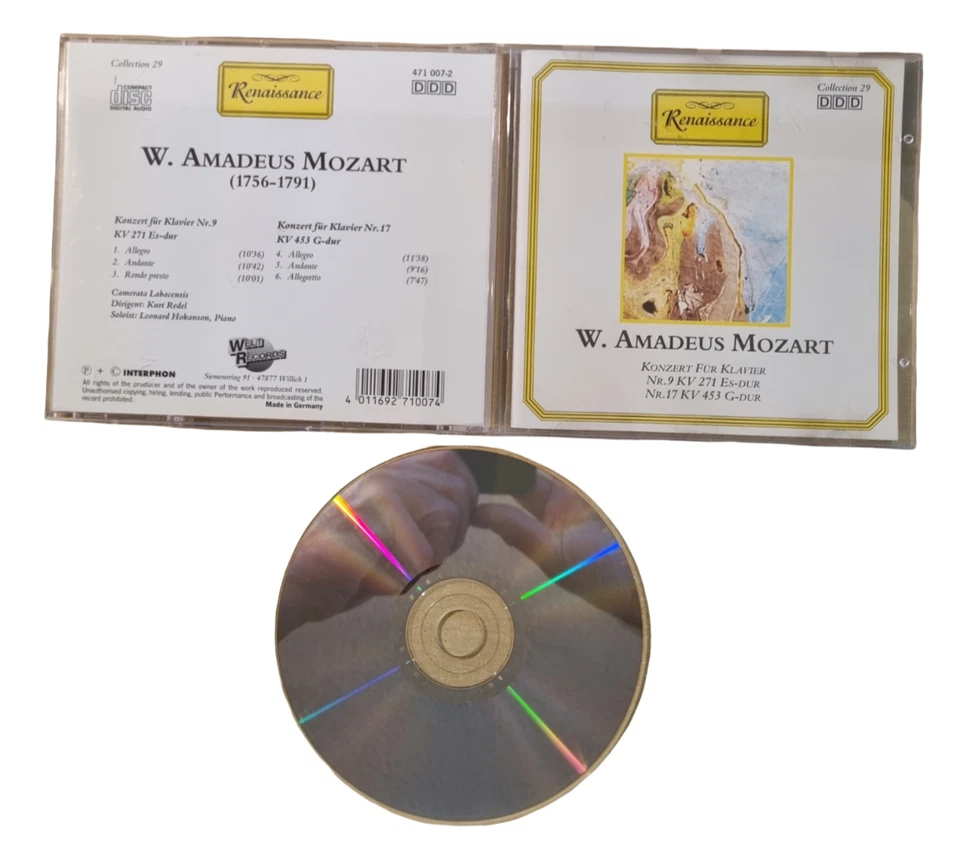 Collection 29
COMPACT
disc
DIGITAL AUDIO
Renaissance
471 007-2
DDD
W. AMADEUS MOZART
(1756–1791)
Konzert für Klavier Nr.9
KV 271 Es-dur
1. Allegro (10'36)
2. Andante (10'42)
3. Rondo presto (10'01)
Konzert für Klavier Nr.17
KV 453 G-dur
4. Allegro (11'38)
5. Andante (9'16)
6. Allegretto (7'47)
Camerata Labacensis
Dirigent: Kurt Redel
Soloist: Leonard Hokanson, Piano
WELT
RECORDS
Siemensring 91 · 47877 Willich 1
Ⓟ + © INTERPHON
All rights of the producer and of the owner of the work reproduced reserved.
Unauthorised copying, hiring, lending, public Performance and broadcasting of the
record prohibited.
Made in Germany
4 011692 710074
Collection 29
DDD
Renaissance
W. AMADEUS MOZART
KONZERT FÜR KLAVIER
NR.9 KV 271 ES-DUR
NR.17 KV 453 G-DUR